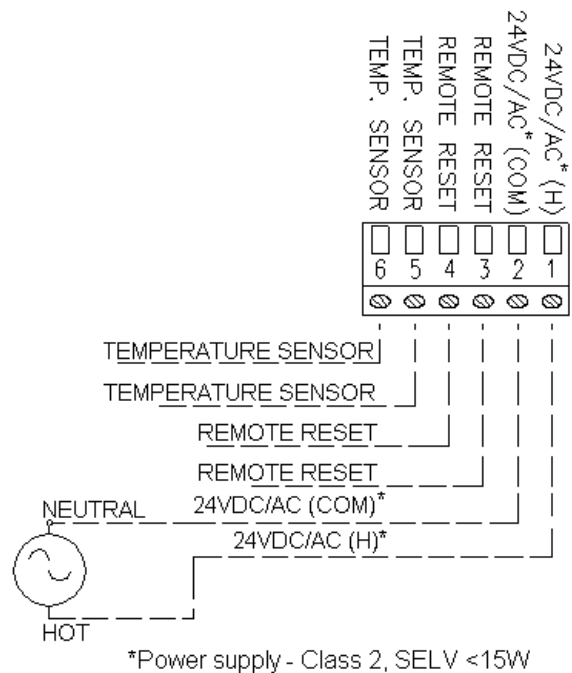 TEMP. SENSOR
TEMP. SENSOR
REMOTE RESET
REMOTE RESET
24VDC/AC* (COM)
24VDC/AC* (H)
6 5 4 3 2 1
TEMPERATURE SENSOR
TEMPERATURE SENSOR
REMOTE RESET
REMOTE RESET
NEUTRAL 24VDC/AC (COM)*
24VDC/AC (H)*
HOT
*Power supply - Class 2, SELV <15W